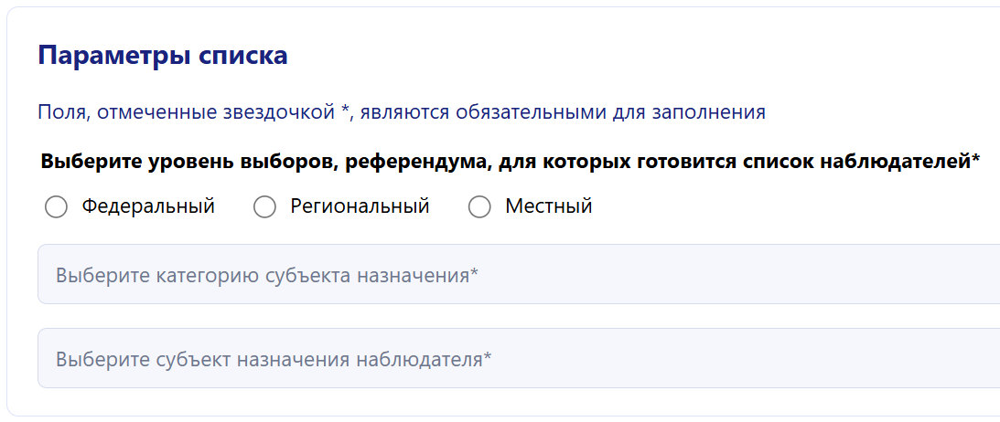 Параметры списка
Поля, отмеченные звездочкой *, являются обязательными для заполнения
Выберите уровень выборов, референдума, для которых готовится список наблюдателей*
Федеральный Региональный Местный
Выберите категорию субъекта назначения*
Выберите субъект назначения наблюдателя*